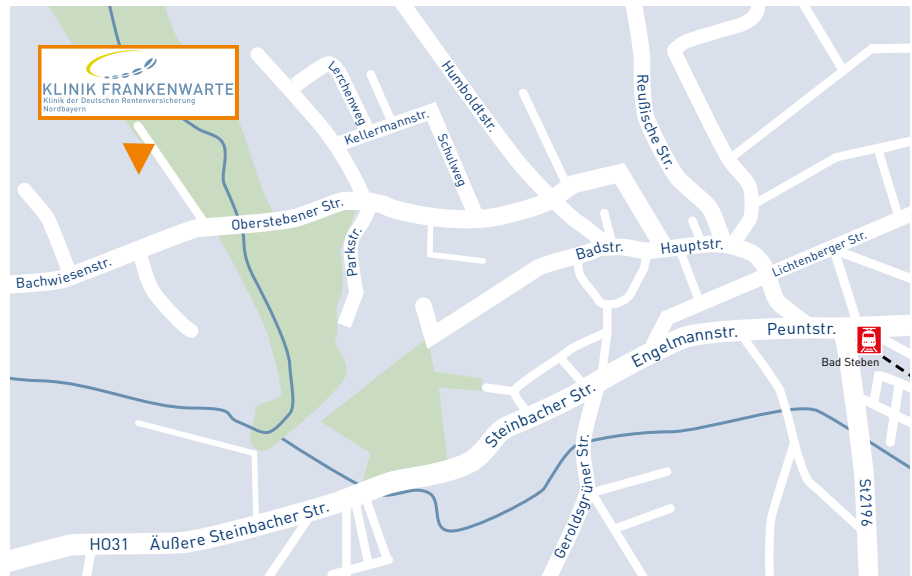 KLINIK FRANKENWARTE
Klinik der Deutschen Rentenversicherung
Nordbayern
Lerchenweg
Humboldtstr.
Reußische Str.
Kellermannstr.
Schulweg
Oberstebener Str.
Parkstr.
Badstr.
Hauptstr.
Lichtenberger Str.
Bachwiesenstr.
Engelmannstr.
Peuntstr.
Bad Steben
Steinbacher Str.
Geroldsgrüner Str.
St2196
HO31
Äußere Steinbacher Str.